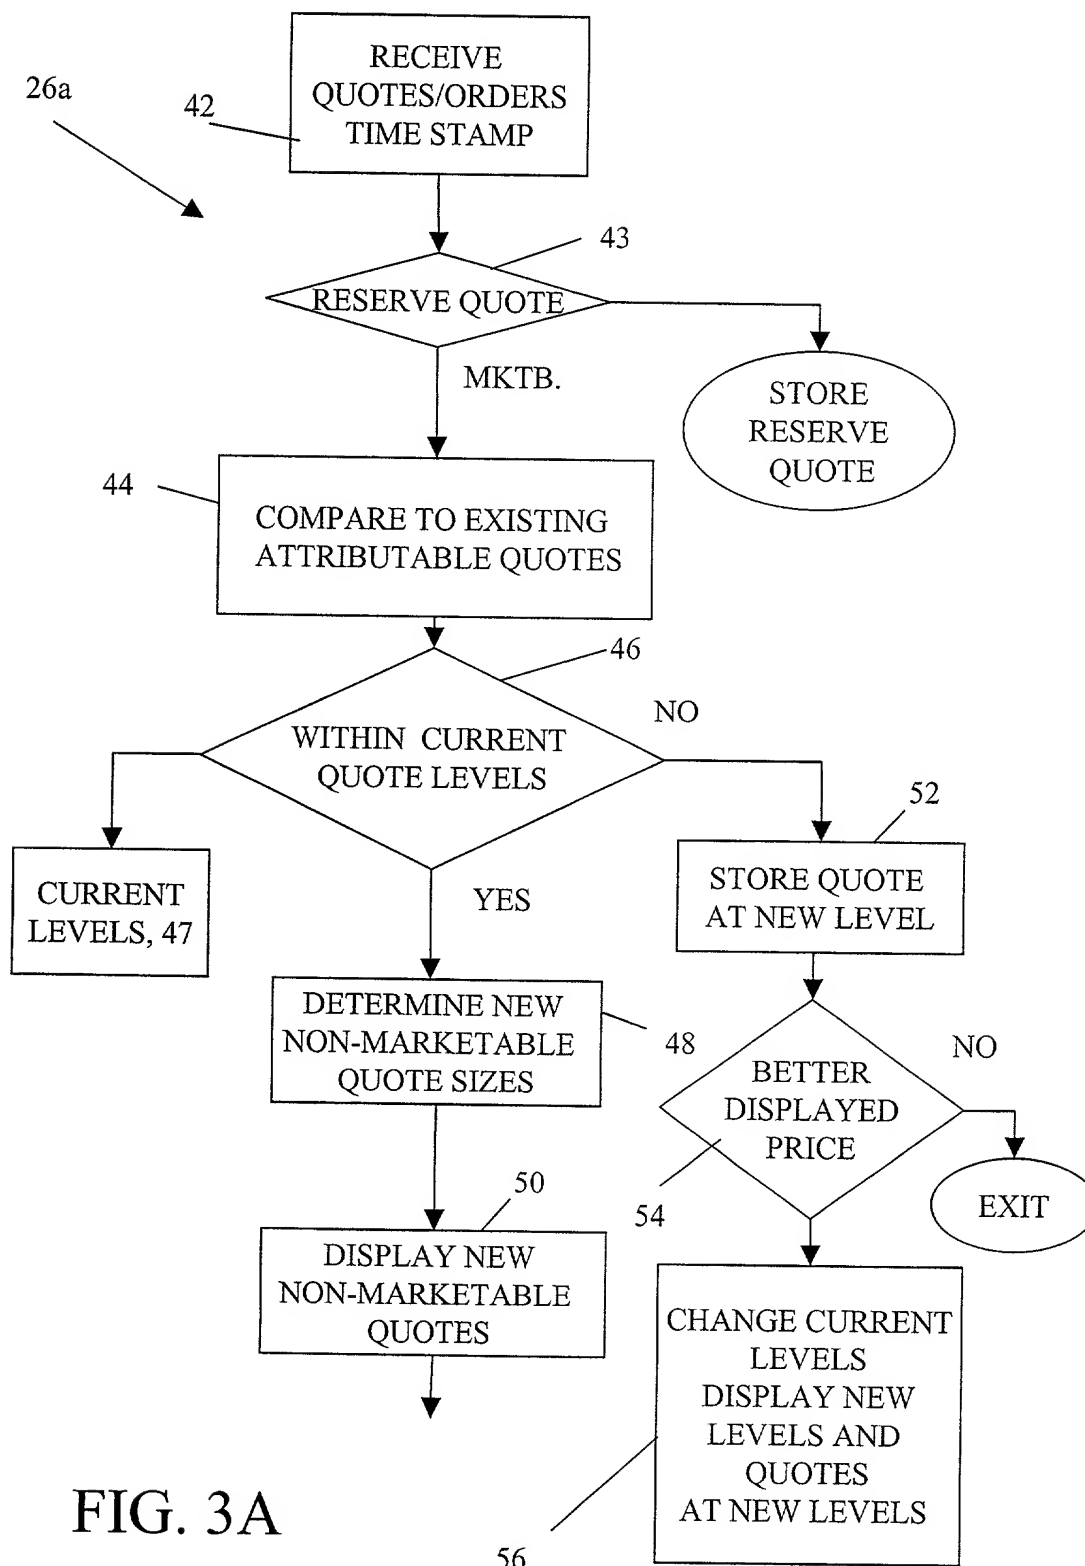 RECEIVE
QUOTES/ORDERS
TIME STAMP
26a
42
43
RESERVE QUOTE
MKTB.
STORE
RESERVE
QUOTE
44
COMPARE TO EXISTING
ATTRIBUTABLE QUOTES
46
NO
WITHIN CURRENT
QUOTE LEVELS
52
CURRENT
LEVELS, 47
YES
STORE QUOTE
AT NEW LEVEL
DETERMINE NEW
NON-MARKETABLE
QUOTE SIZES
48
NO
BETTER
DISPLAYED
PRICE
50
54
EXIT
DISPLAY NEW
NON-MARKETABLE
QUOTES
CHANGE CURRENT
LEVELS
DISPLAY NEW
LEVELS AND
QUOTES
AT NEW LEVELS
FIG. 3A
56